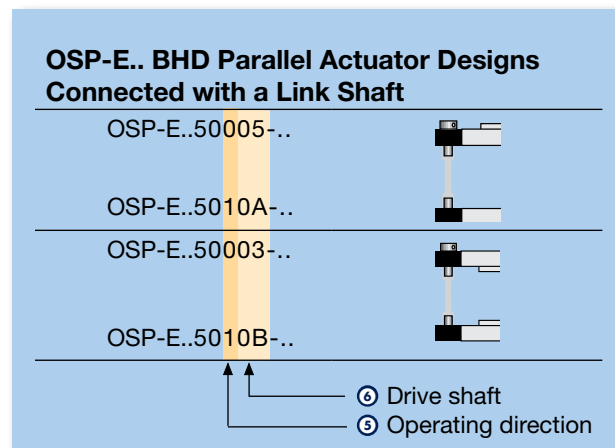 OSP-E.. BHD Parallel Actuator Designs
Connected with a Link Shaft
OSP-E..50005-..
OSP-E..5010A-..
OSP-E..50003-..
OSP-E..5010B-..
⑥ Drive shaft
⑤ Operating direction